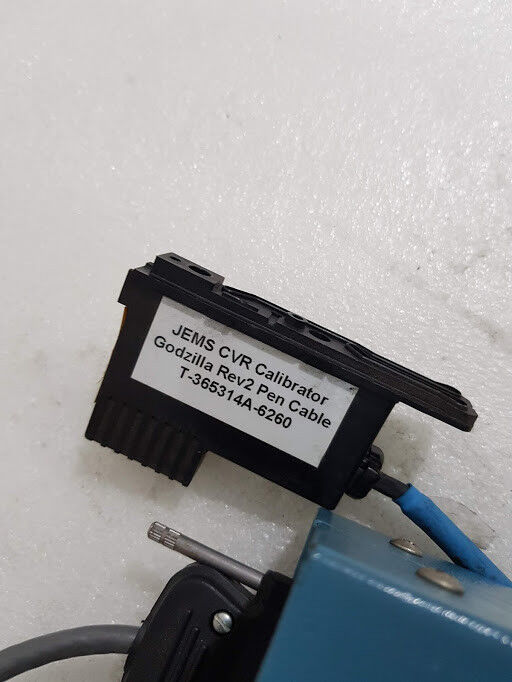 JEMS CVR Calibrator
Godzilla Rev2 Pen Cable
T-365314A-6260